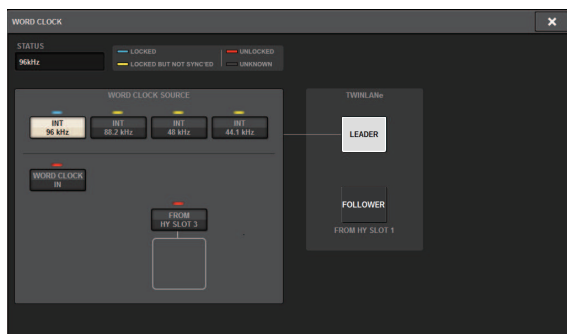 WORD CLOCK
STATUS
96kHz
LOCKED
UNLOCKED
LOCKED BUT NOT SYNC'ED
UNKNOWN
WORD CLOCK SOURCE
INT
96 kHz
INT
88.2 kHz
INT
48 kHz
INT
44.1 kHz
WORD CLOCK
IN
FROM
HY SLOT 3
TWINLANe
LEADER
FOLLOWER
FROM HY SLOT 1